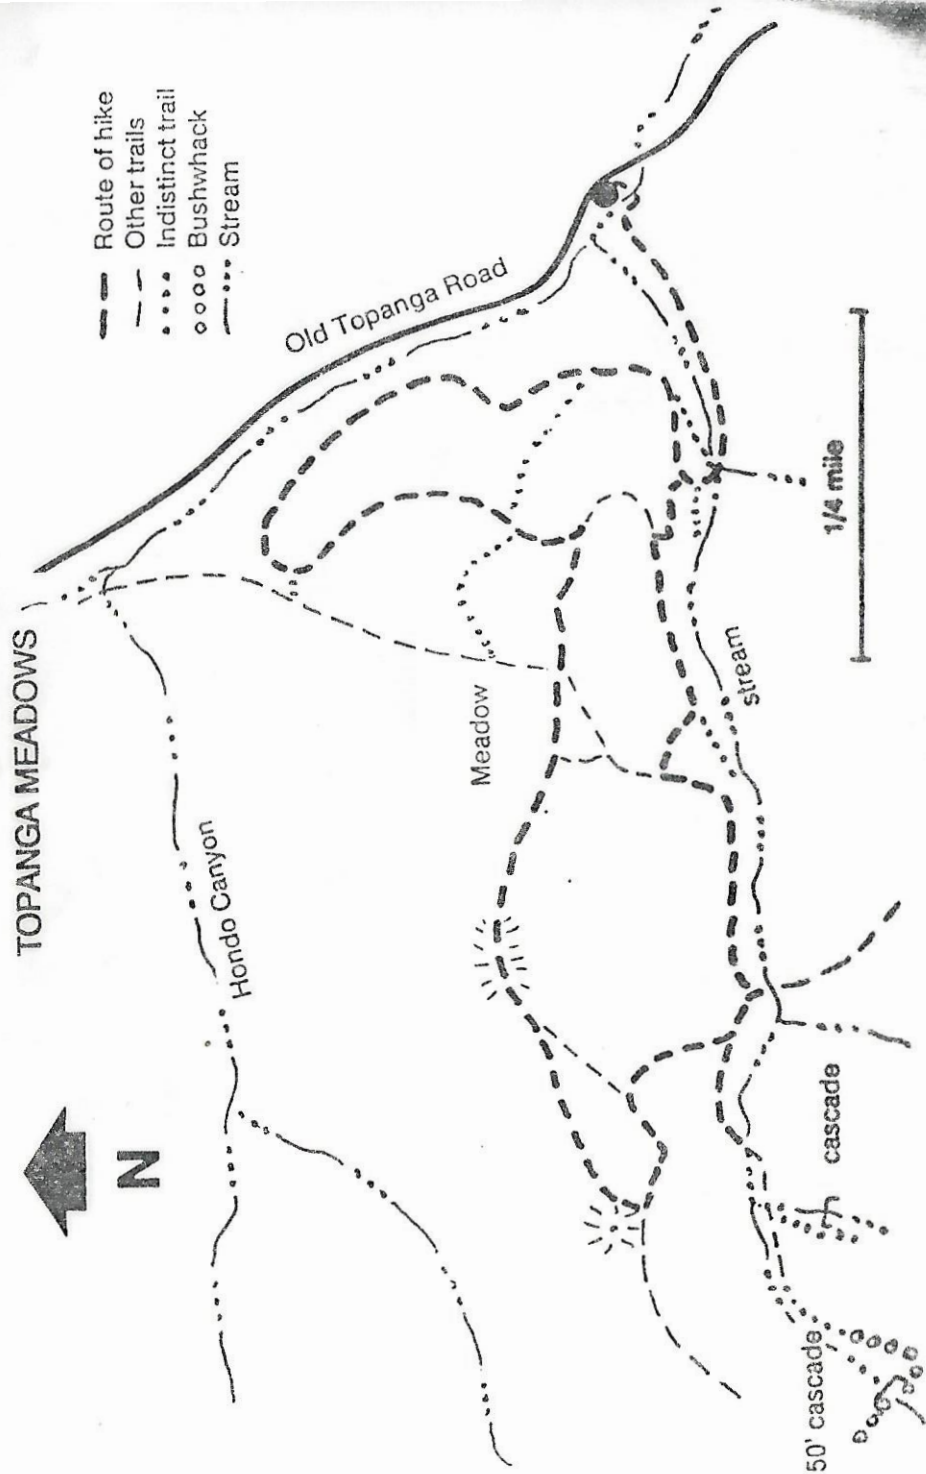 TOPANGA MEADOWS
N
Route of hike
Other trails
Indistinct trail
Bushwhack
Stream
Old Topanga Road
Hondo Canyon
Meadow
stream
1/4 mile
cascade
50' cascade